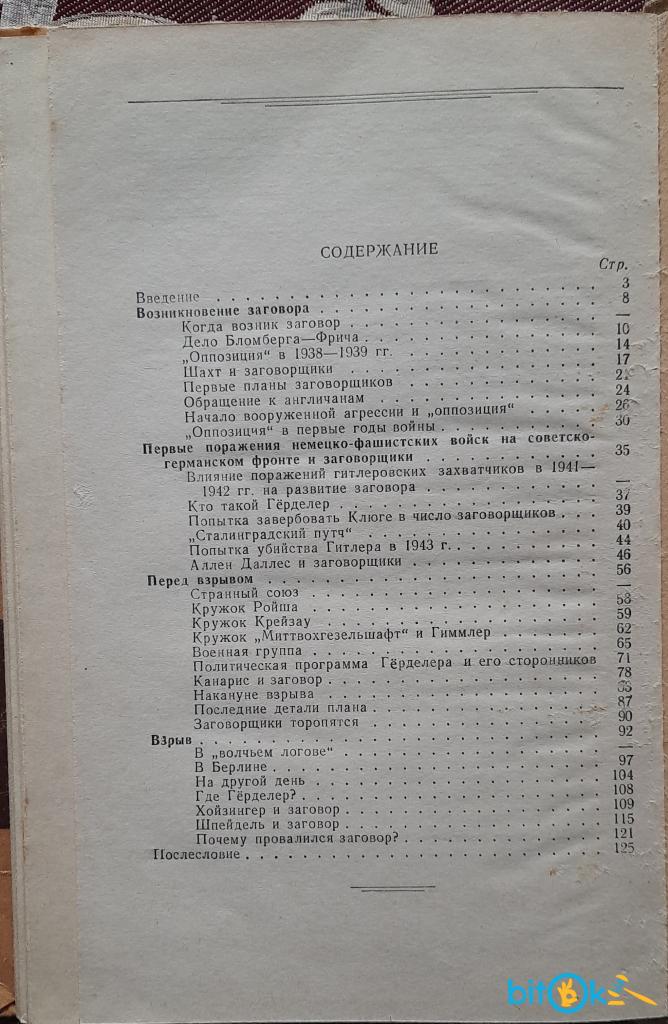 СОДЕРЖАНИЕ
Стр.
Введение . . . 3
Возникновение заговора . . . 8
Когда возник заговор . . . —
Дело Бломберга—Фрича . . . 10
„Оппозиция“ в 1938—1939 гг. . . . 14
Шахт и заговорщики . . . 17
Первые планы заговорщиков . . . 21
Обращение к англичанам . . . 24
Начало вооруженной агрессии и „оппозиция“ . . . 26
„Оппозиция“ в первые годы войны . . . 30
Первые поражения немецко-фашистских войск на советско-
германском фронте и заговорщики . . . 35
Влияние поражений гитлеровских захватчиков в 1941—
1942 гг. на развитие заговора . . . —
Кто такой Гёрделер . . . 37
Попытка завербовать Клюге в число заговорщиков . . . 39
„Сталинградский путч“ . . . 40
Попытка убийства Гитлера в 1943 г. . . . 44
Аллен Даллес и заговорщики . . . 46
Перед взрывом . . . 56
Странный союз . . . —
Кружок Ройша . . . 58
Кружок Крейзау . . . 59
Кружок „Миттвохгезельшафт“ и Гиммлер . . . 62
Военная группа . . . 65
Политическая программа Гёрделера и его сторонников 71
Канарис и заговор . . . 78
Накануне взрыва . . .
Последние детали плана . . . 87
Заговорщики торопятся . . . 90
Взрыв . . . 92
В „волчьем логове“ . . . —
В Берлине . . . 97
На другой день . . . 104
Где Гёрделер? . . . 108
Хойзингер и заговор . . . 109
Шпейдель и заговор . . . 115
Почему провалился заговор? . . . 121
Послесловие . . . 125
bitOk